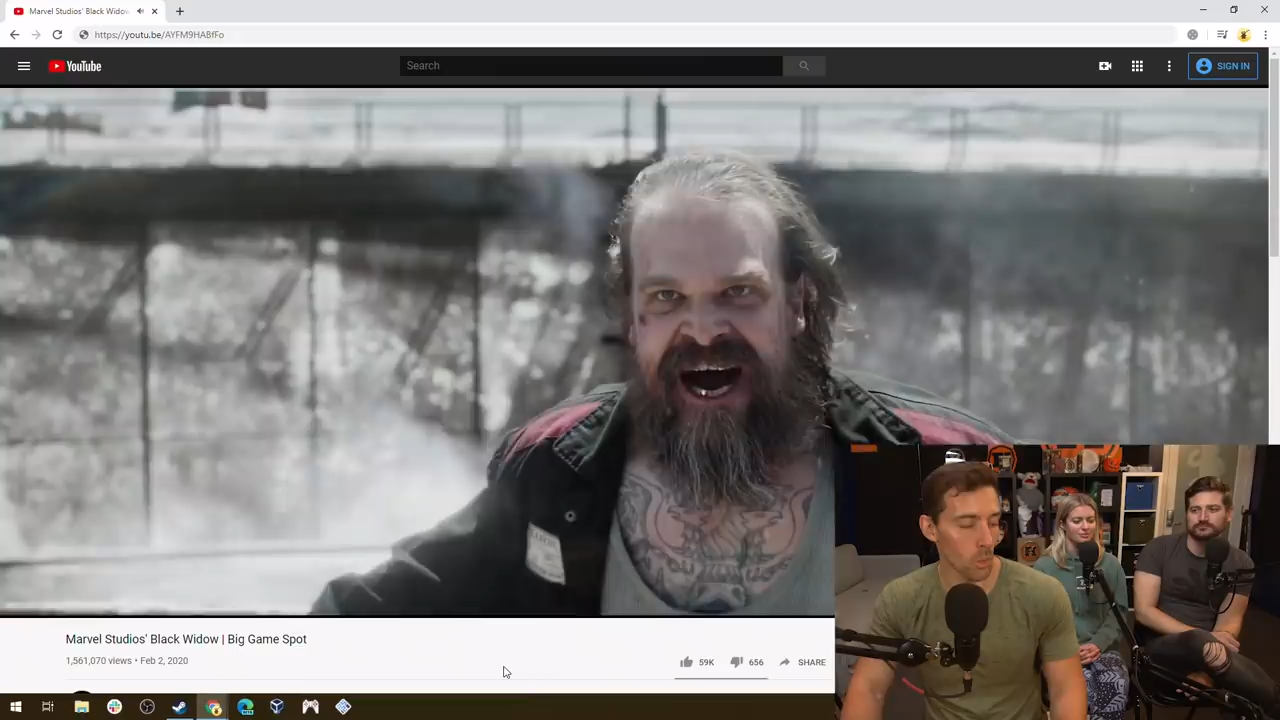 Marvel Studios' Black Widow
https://youtu.be/AYFM9HABfFo
YouTube
Search
SIGN IN
Marvel Studios' Black Widow | Big Game Spot
1,561,070 views • Feb 2, 2020
59K
656
SHARE